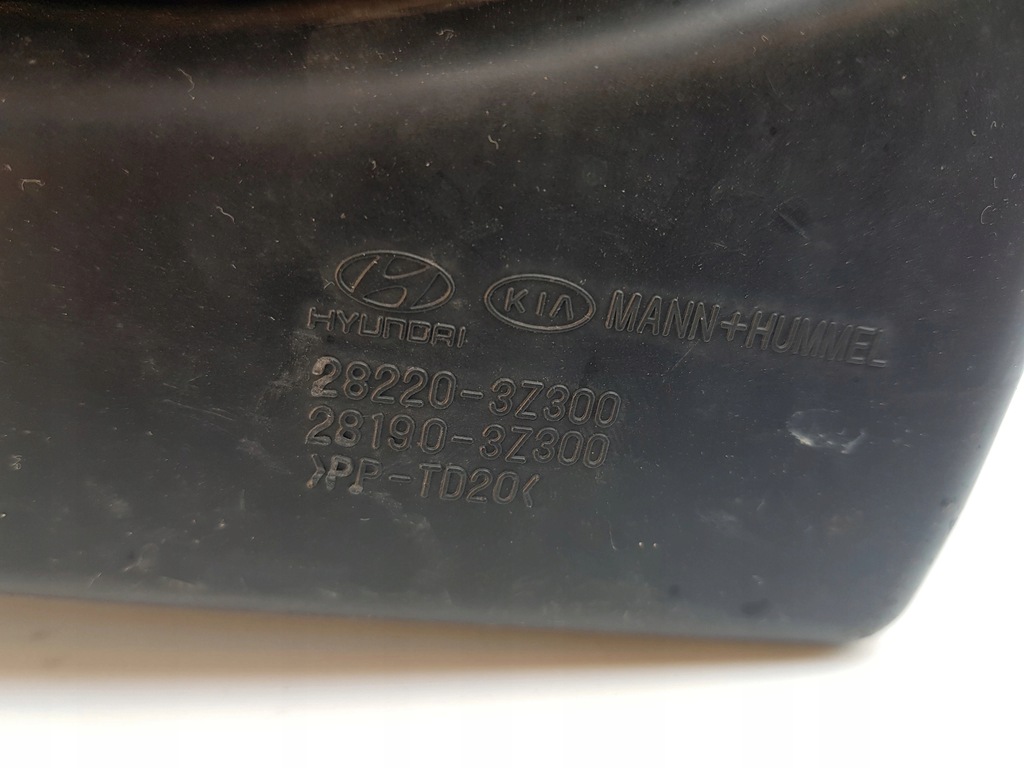 HYUNDAI KIA MANN+HUMMEL
28220-3Z300
28190-3Z300
>PP-TD20<